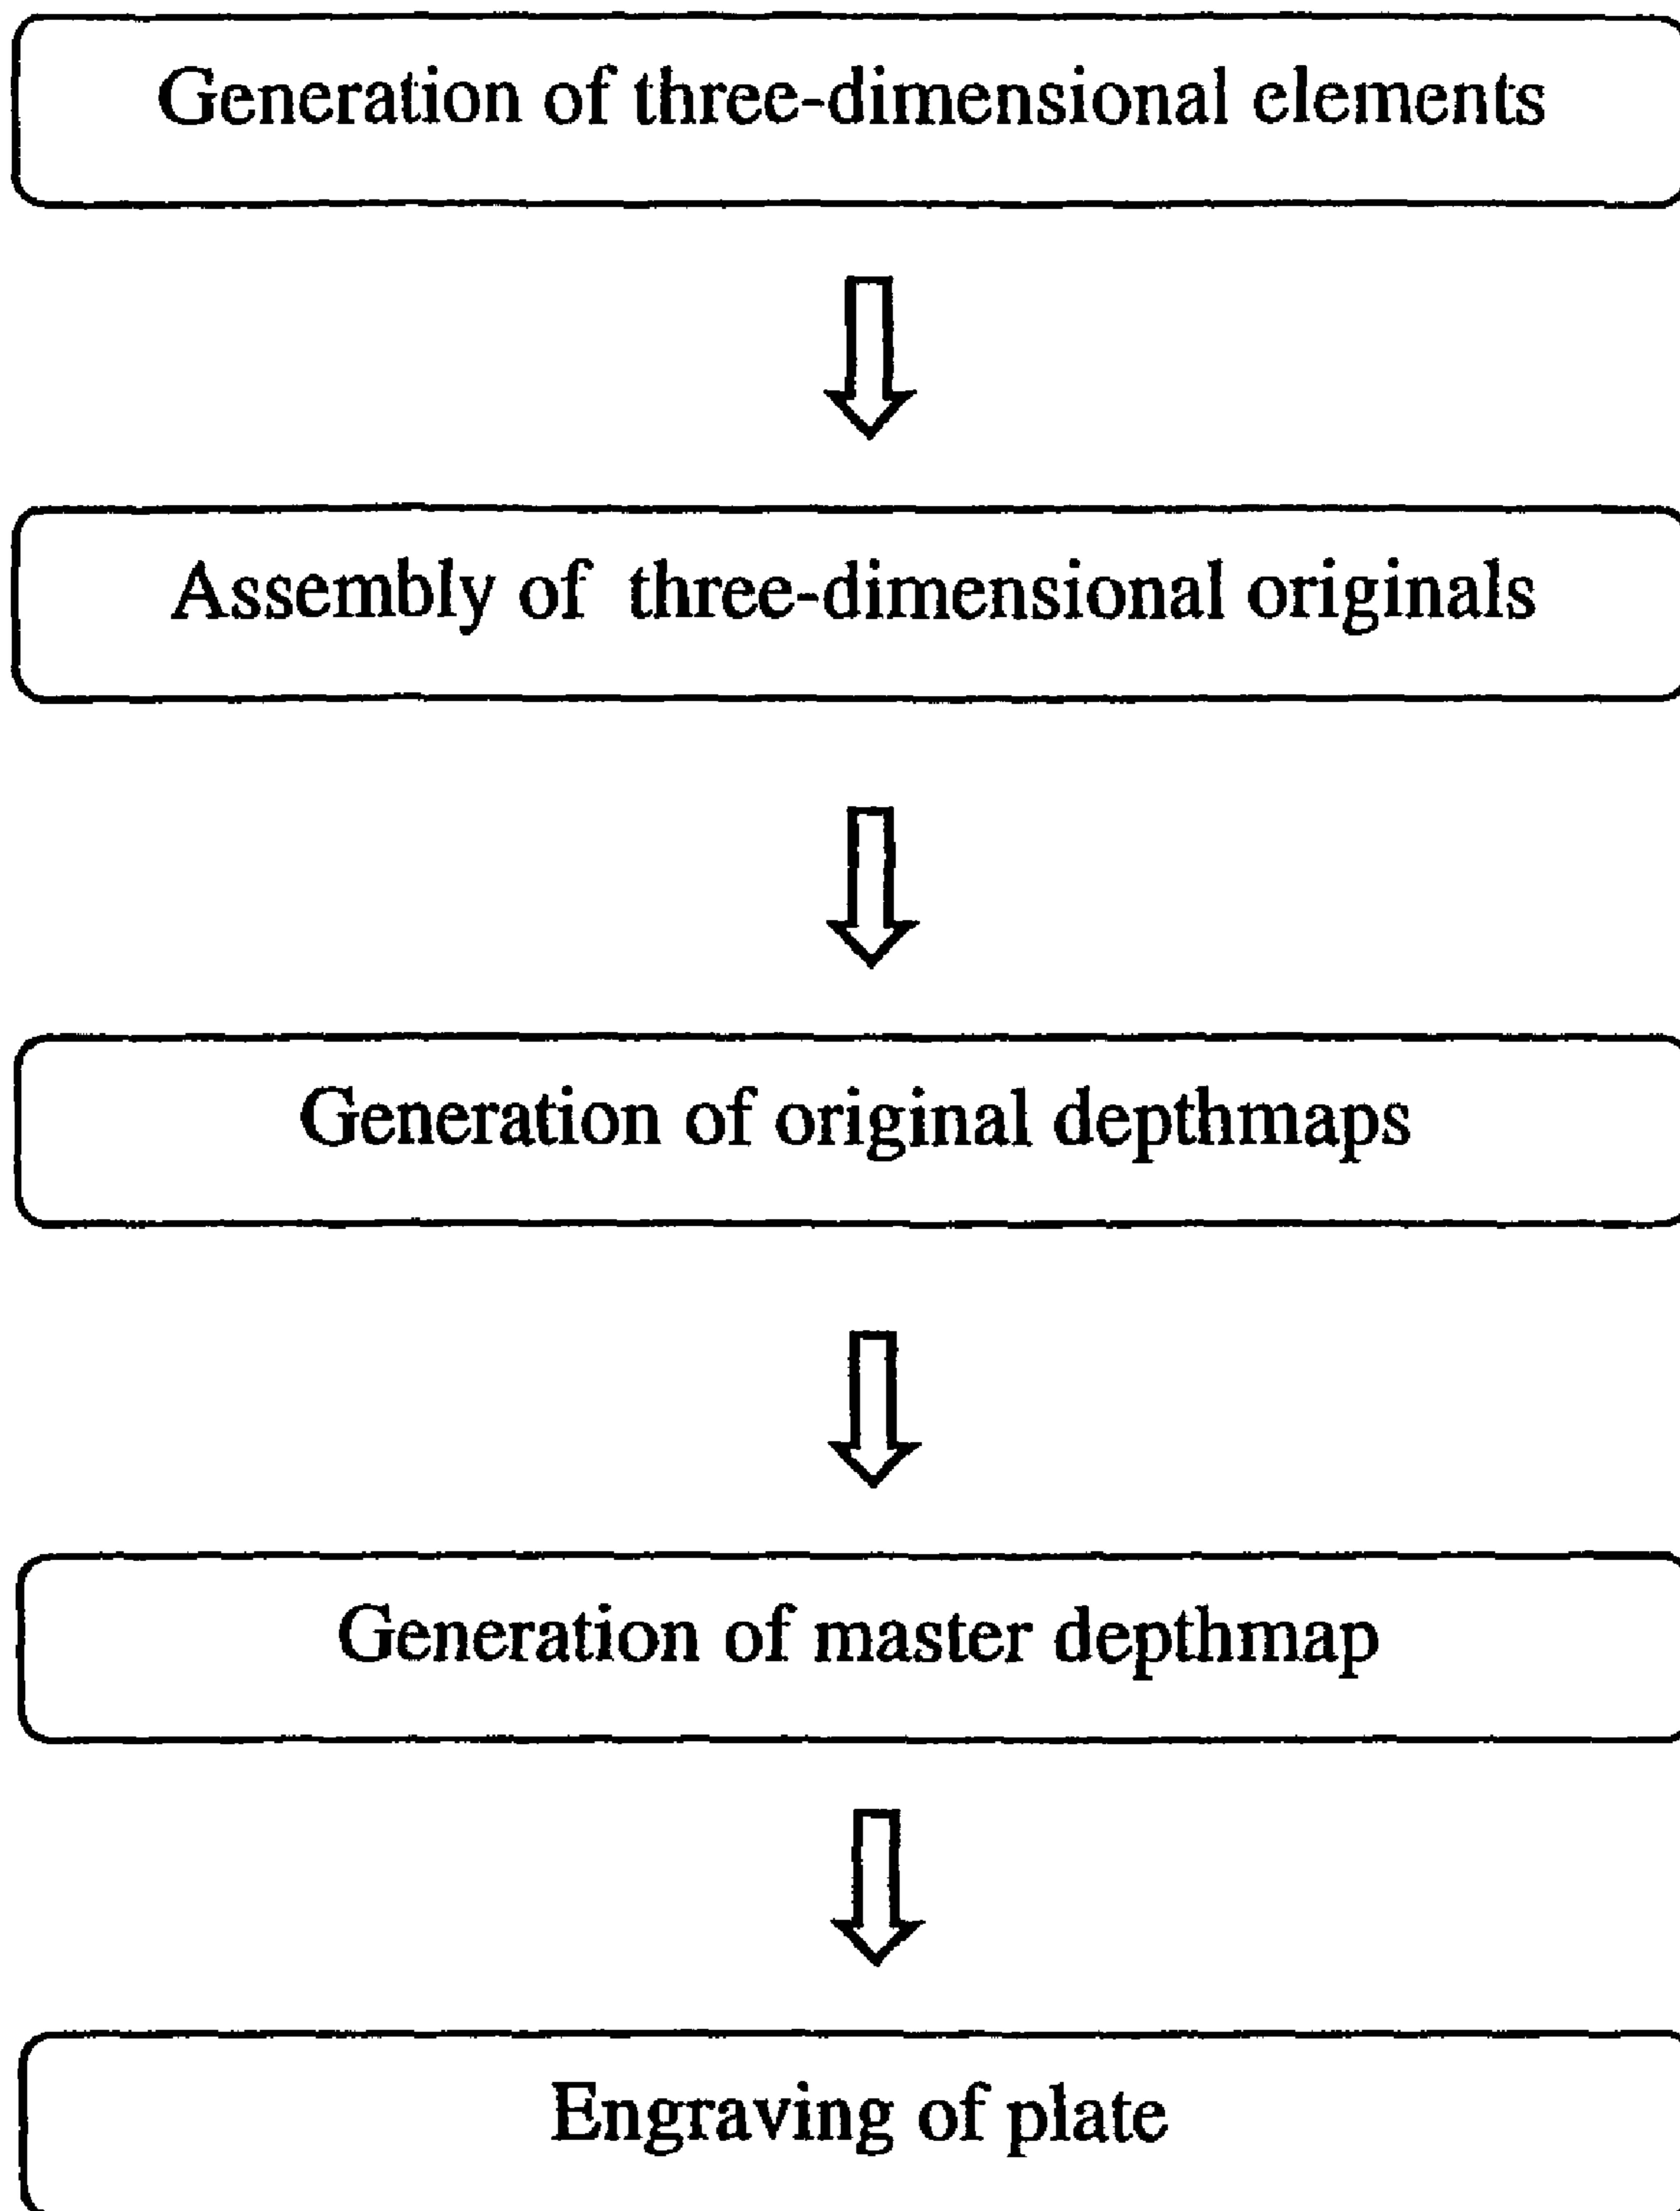 Generation of three-dimensional elements
Assembly of three-dimensional originals
Generation of original depthmaps
Generation of master depthmap
Engraving of plate